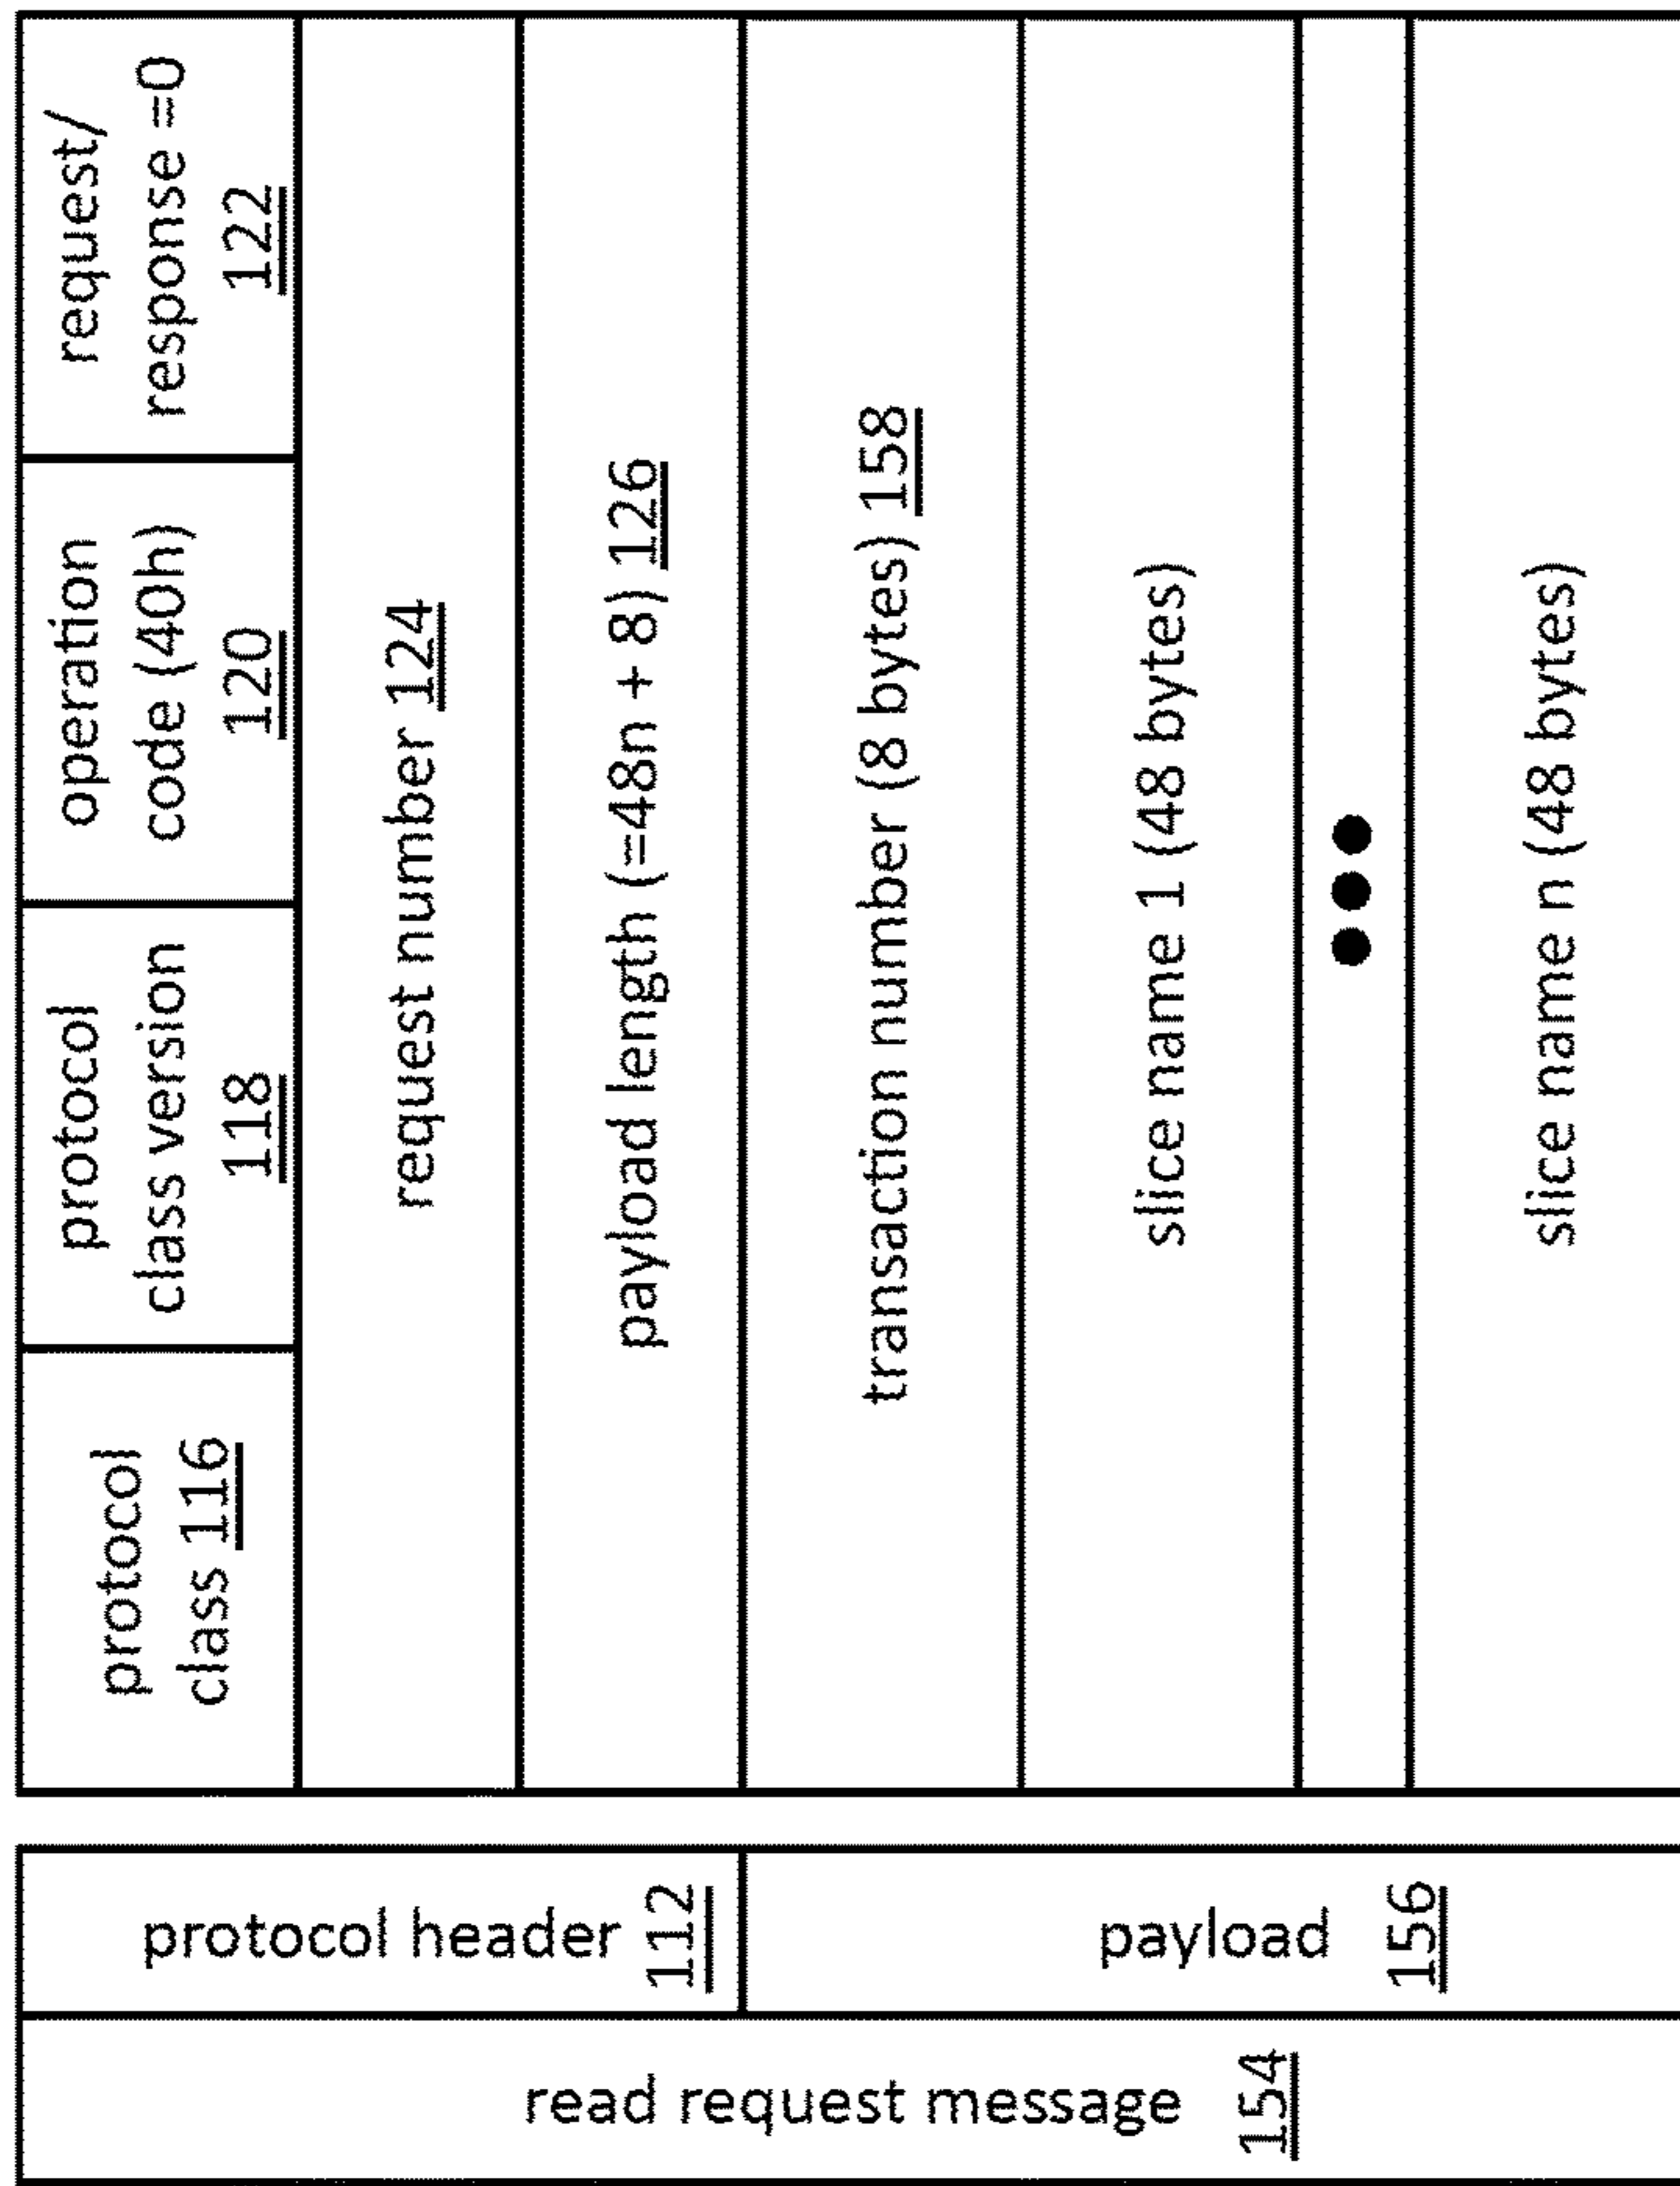 read request message 154
protocol header 112
payload 156
protocol
class 116
protocol
class version
118
operation
code (40h)
120
request/
response =0
122
request number 124
payload length (=48n + 8) 126
transaction number (8 bytes) 158
slice name 1 (48 bytes)
●●●
slice name n (48 bytes)